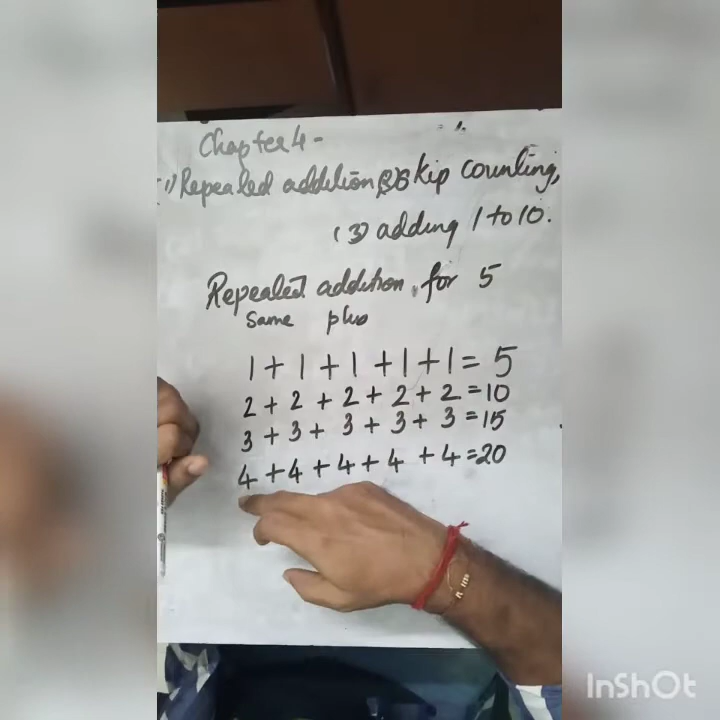 Chapter 4-
1) Repeated addition (2) Skip counting,
(3) adding 1 to 10.
Repeated addition for 5
same plus
1 + 1 + 1 + 1 + 1 = 5
2 + 2 + 2 + 2 + 2 = 10
3 + 3 + 3 + 3 + 3 = 15
4 + 4 + 4 + 4 + 4 = 20
InShOt